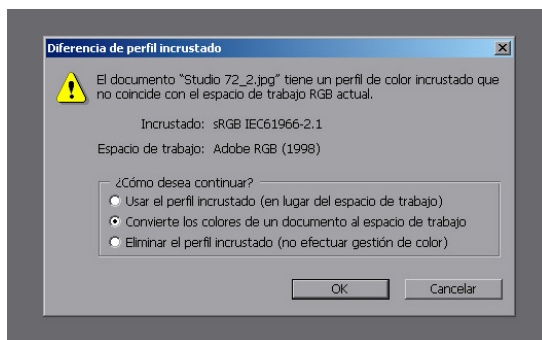 Diferencia de perfil incrustado
El documento "Studio 72_2.jpg" tiene un perfil de color incrustado que
no coincide con el espacio de trabajo RGB actual.
Incrustado: sRGB IEC61966-2.1
Espacio de trabajo: Adobe RGB (1998)
¿Cómo desea continuar?
Usar el perfil incrustado (en lugar del espacio de trabajo)
Convierte los colores de un documento al espacio de trabajo
Eliminar el perfil incrustado (no efectuar gestión de color)
OK Cancelar